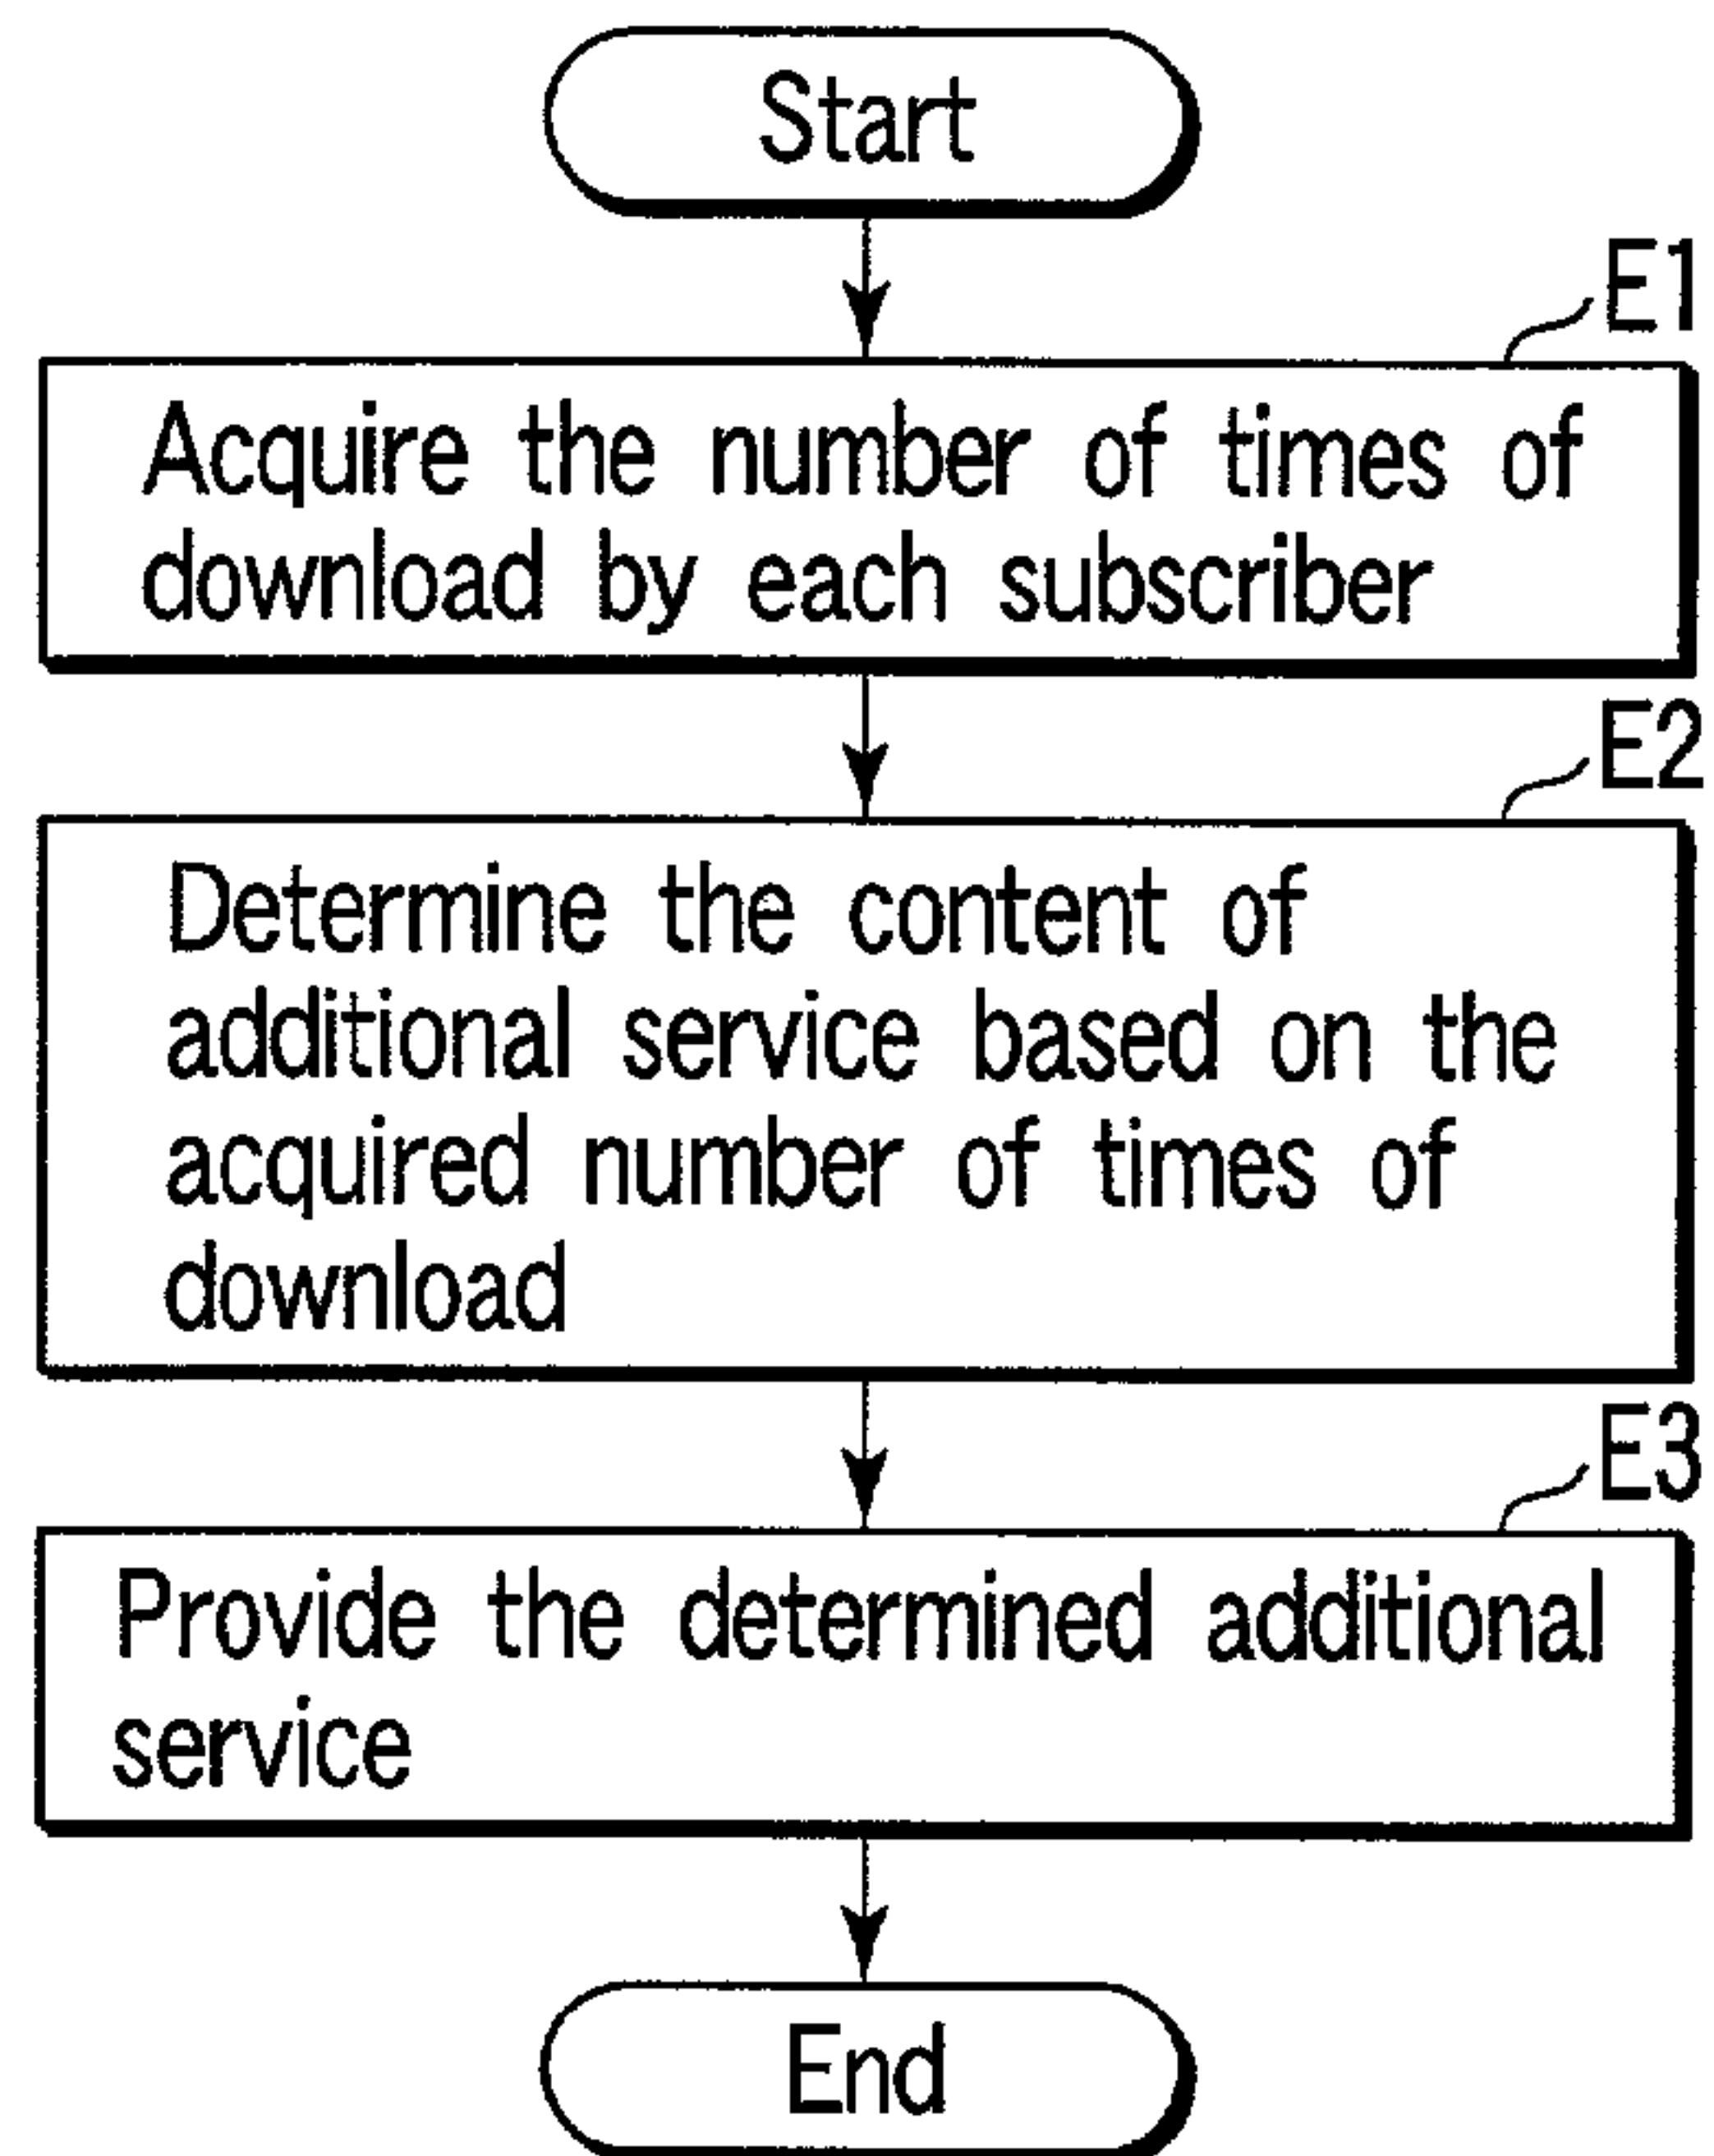 Start
E1
Acquire the number of times of
download by each subscriber
E2
Determine the content of
additional service based on the
acquired number of times of
download
E3
Provide the determined additional
service
End